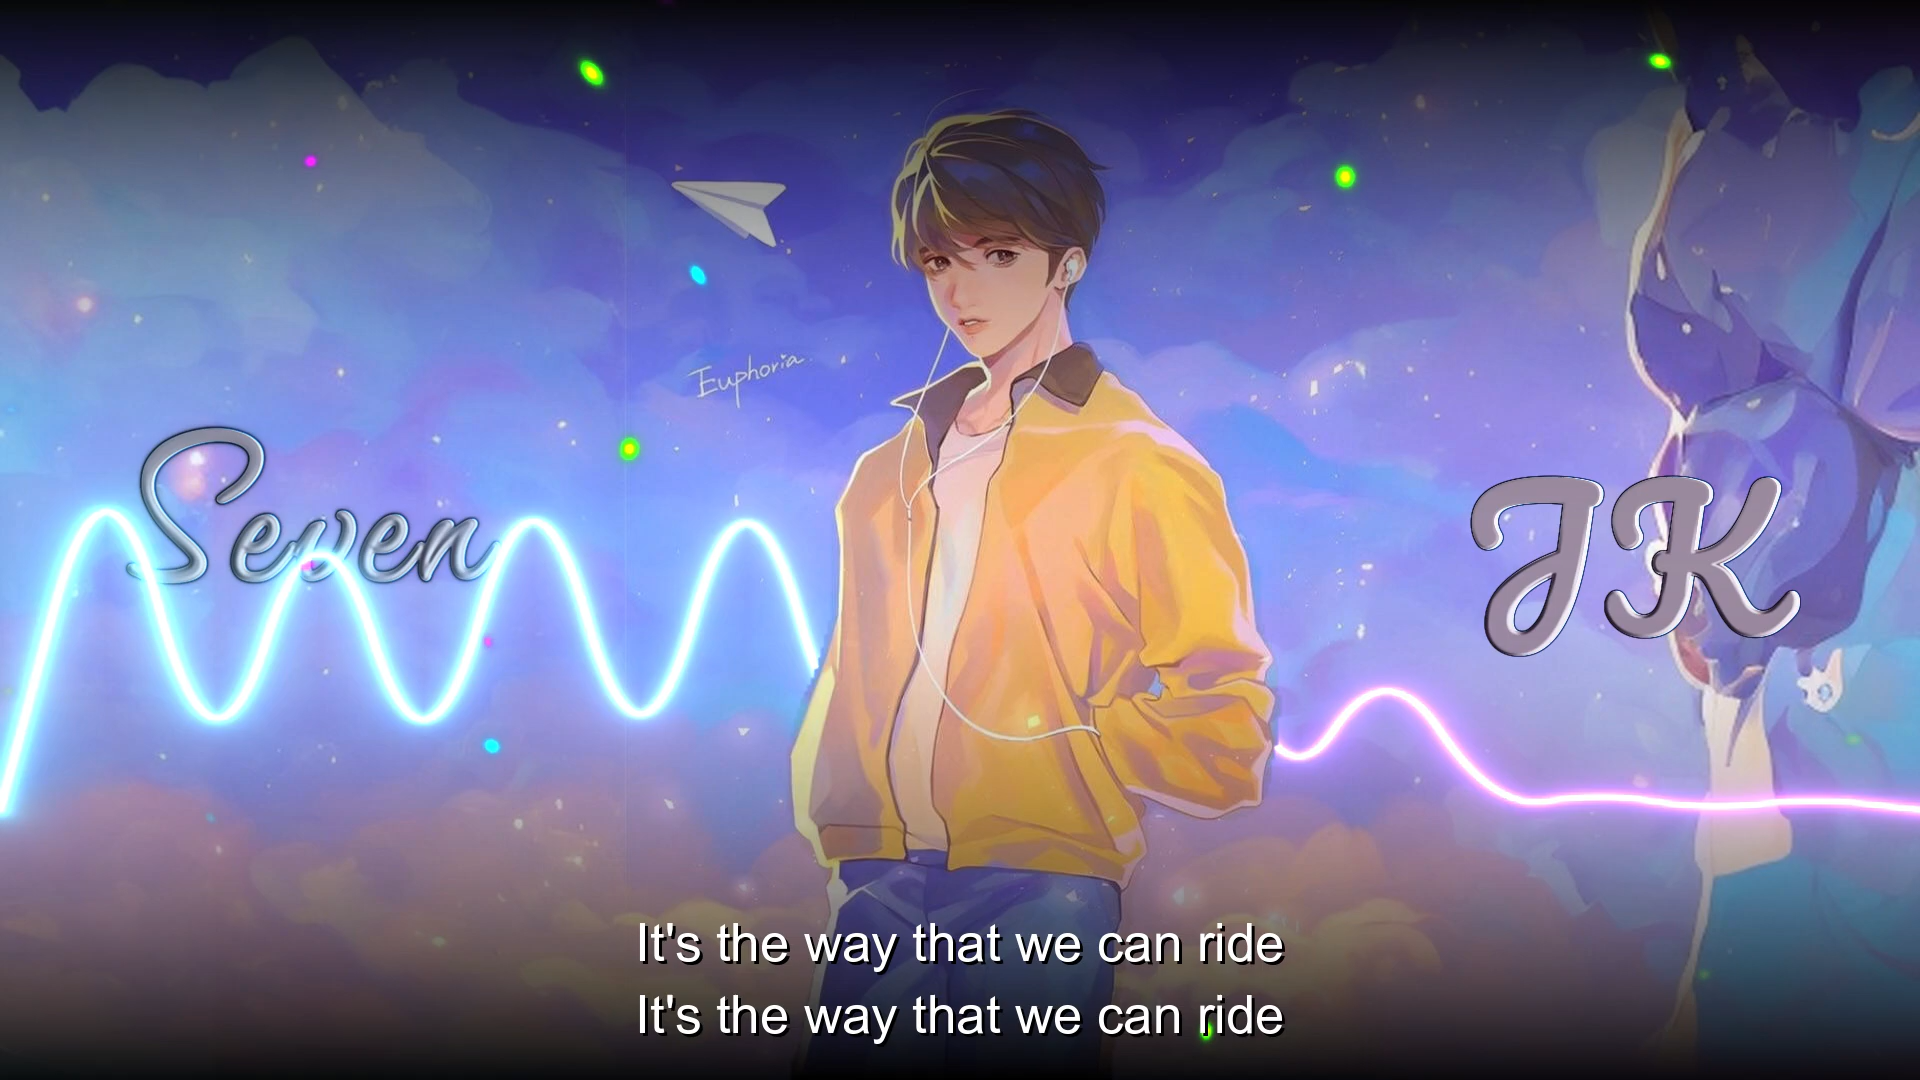 Euphoria
Seven
JK
It's the way that we can ride
It's the way that we can ride